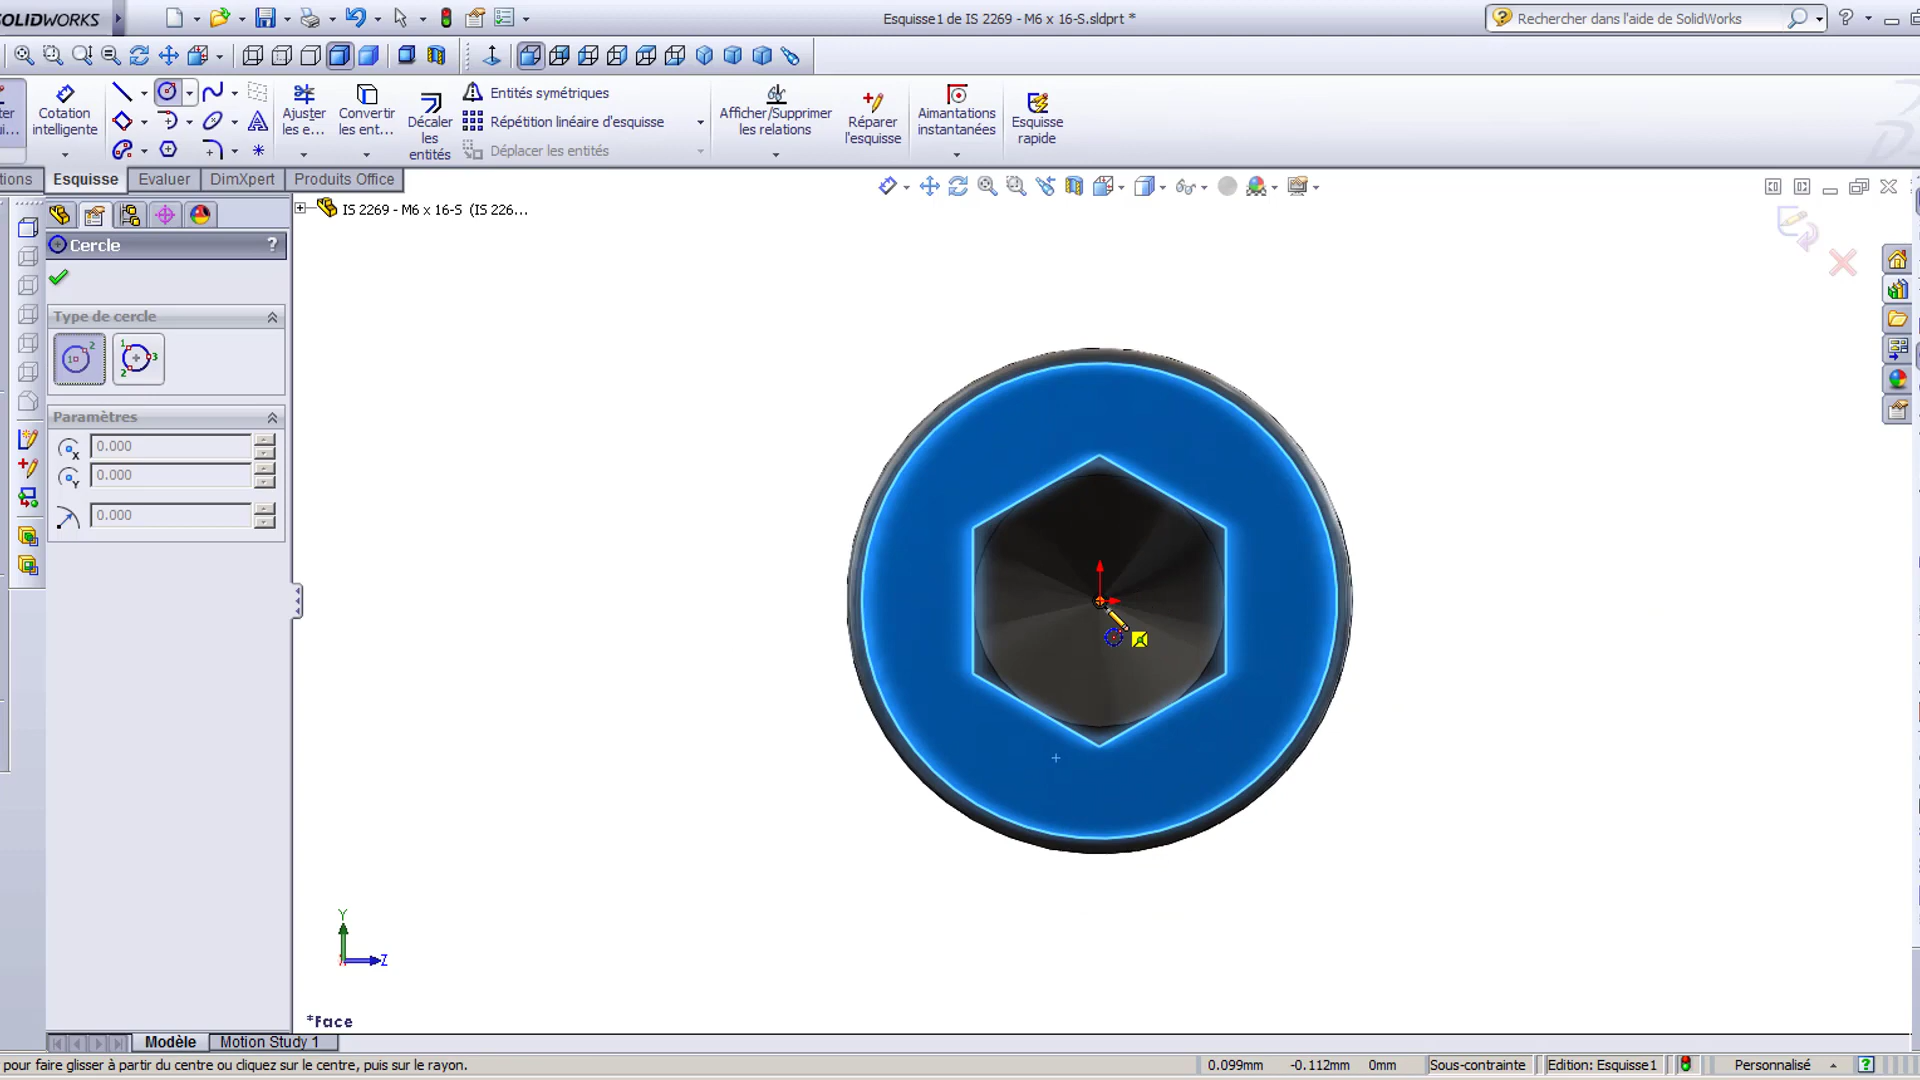 SOLIDWORKS
Esquisse1 de IS 2269 - M6 x 16-S.sldprt *
Rechercher dans l'aide de SolidWorks
Cotation intelligente
Ajuster les e...
Convertir les ent...
Décaler les entités
Entités symétriques
Répétition linéaire d'esquisse
Déplacer les entités
Afficher/Supprimer les relations
Réparer l'esquisse
Aimantations instantanées
Esquisse rapide
tions
Esquisse
Evaluer
DimXpert
Produits Office
IS 2269 - M6 x 16-S (IS 226...
Cercle
?
Type de cercle
Paramètres
0.000
0.000
0.000
Y
Z
*Face
Modèle
Motion Study 1
pour faire glisser à partir du centre ou cliquez sur le centre, puis sur le rayon.
0.099mm
-0.112mm
0mm
Sous-contrainte
Edition: Esquisse1
Personnalisé
?